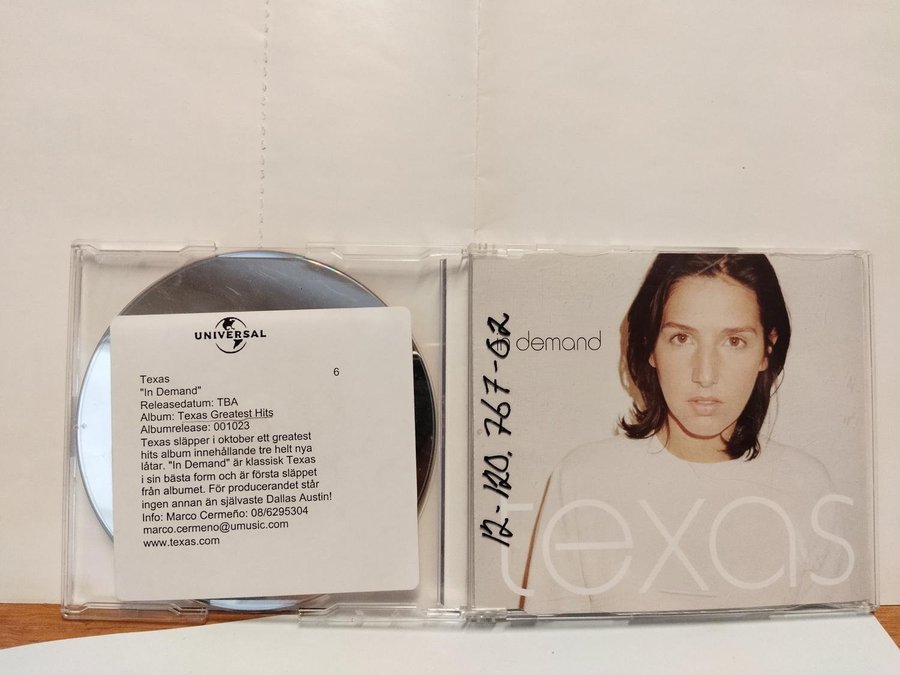 UNIVERSAL
6
Texas
"In Demand"
Releasedatum: TBA
Album: Texas Greatest Hits
Albumrelease: 001023
Texas släpper i oktober ett greatest
hits album innehållande tre helt nya
låtar. "In Demand" är klassisk Texas
i sin bästa form och är första släppet
från albumet. För producerandet står
ingen annan än självaste Dallas Austin!
Info: Marco Cermeño: 08/6295304
marco.cermeno@umusic.com
www.texas.com
12-120.767-02
in demand
texas